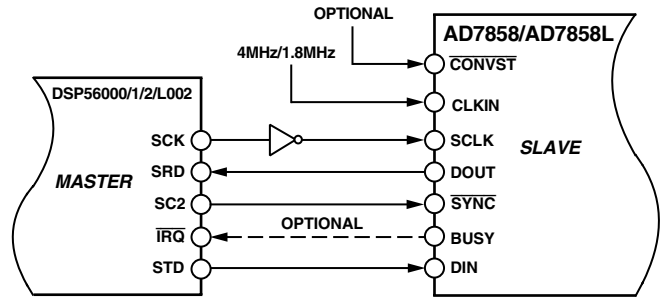 OPTIONAL
AD7858/AD7858L
4MHz/1.8MHz
CONVST
DSP56000/1/2/L002
CLKIN
SCK
SCLK
SLAVE
SRD
DOUT
MASTER
SC2
SYNC
OPTIONAL
IRQ
BUSY
STD
DIN